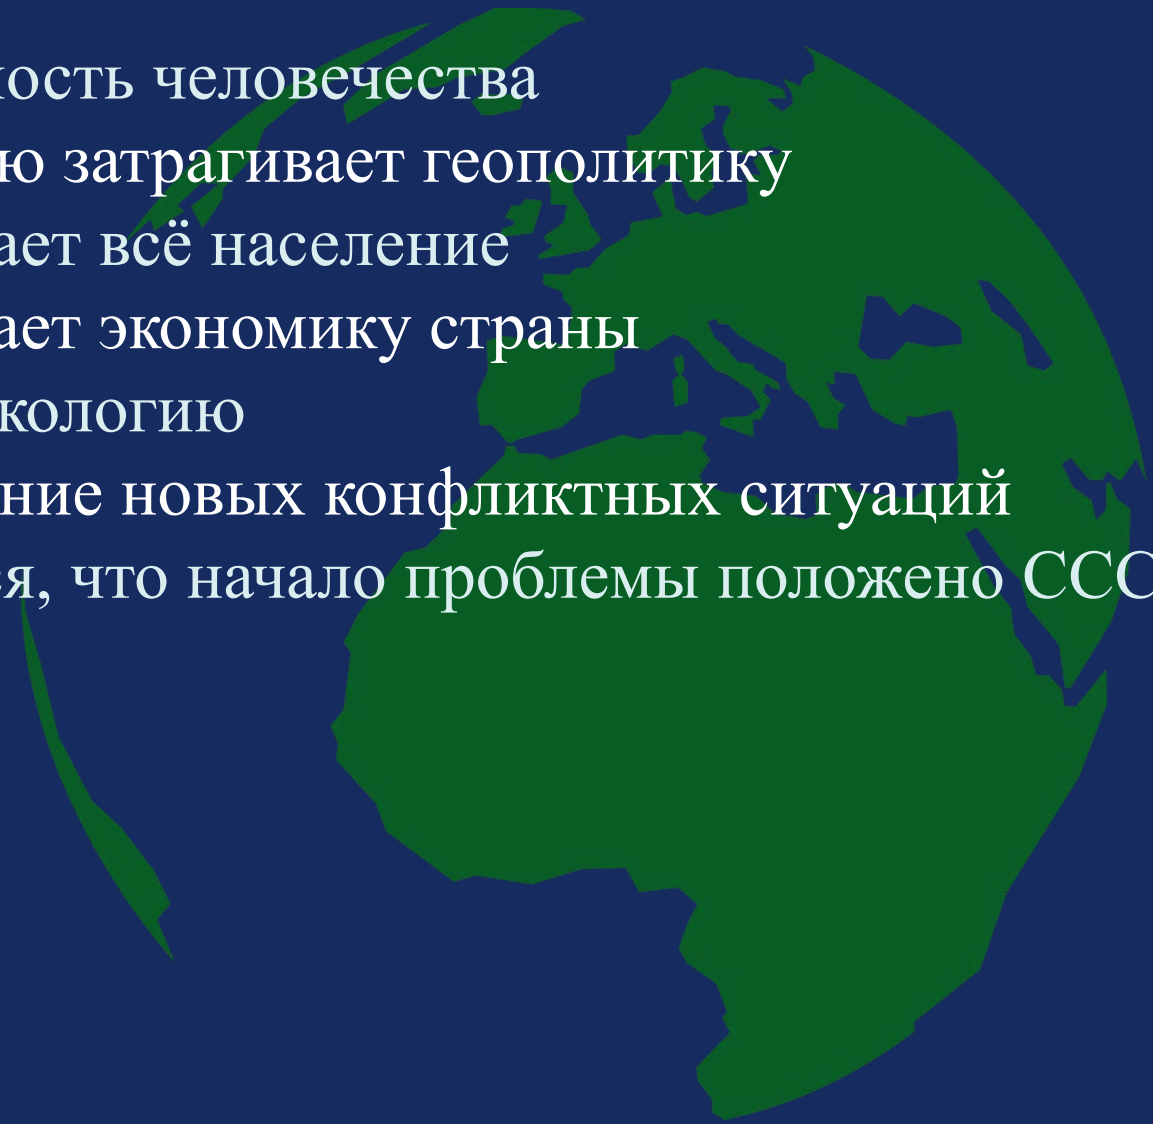 ость человечества
ю затрагивает геополитику
ает всё население
ает экономику страны
кологию
ние новых конфликтных ситуаций
ся, что начало проблемы положено ССС